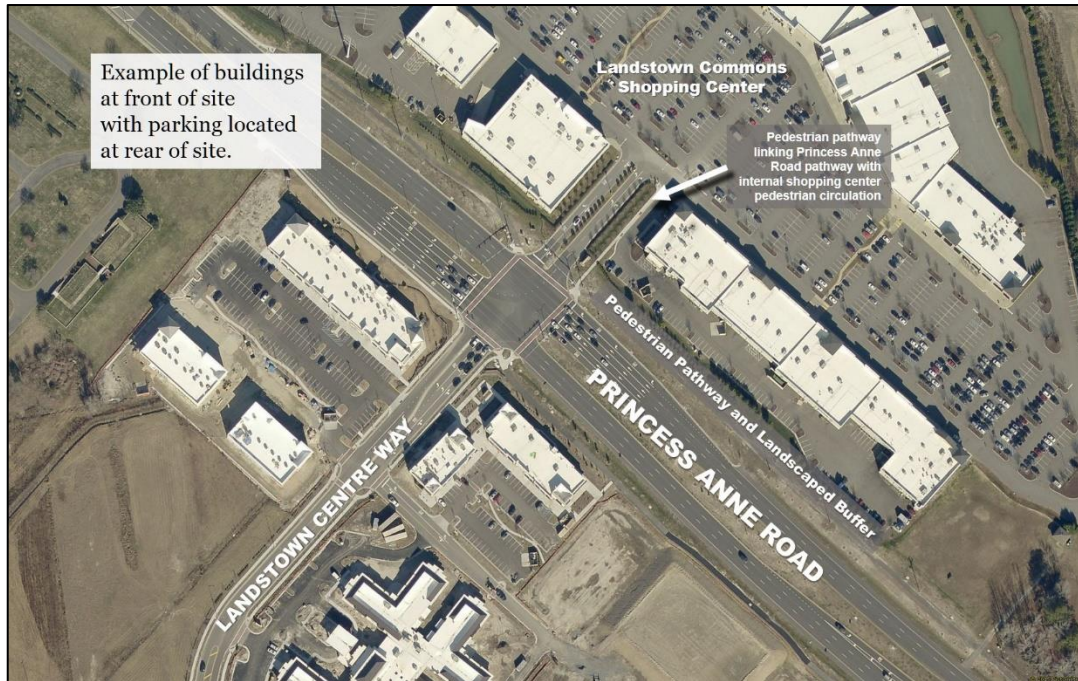 Example of buildings
at front of site
with parking located
at rear of site.
Landstown Commons
Shopping Center
Pedestrian pathway
linking Princess Anne
Road pathway with
internal shopping center
pedestrian circulation
Pedestrian Pathway and Landscaped Buffer
PRINCESS ANNE ROAD
LANDSTOWN CENTRE WAY